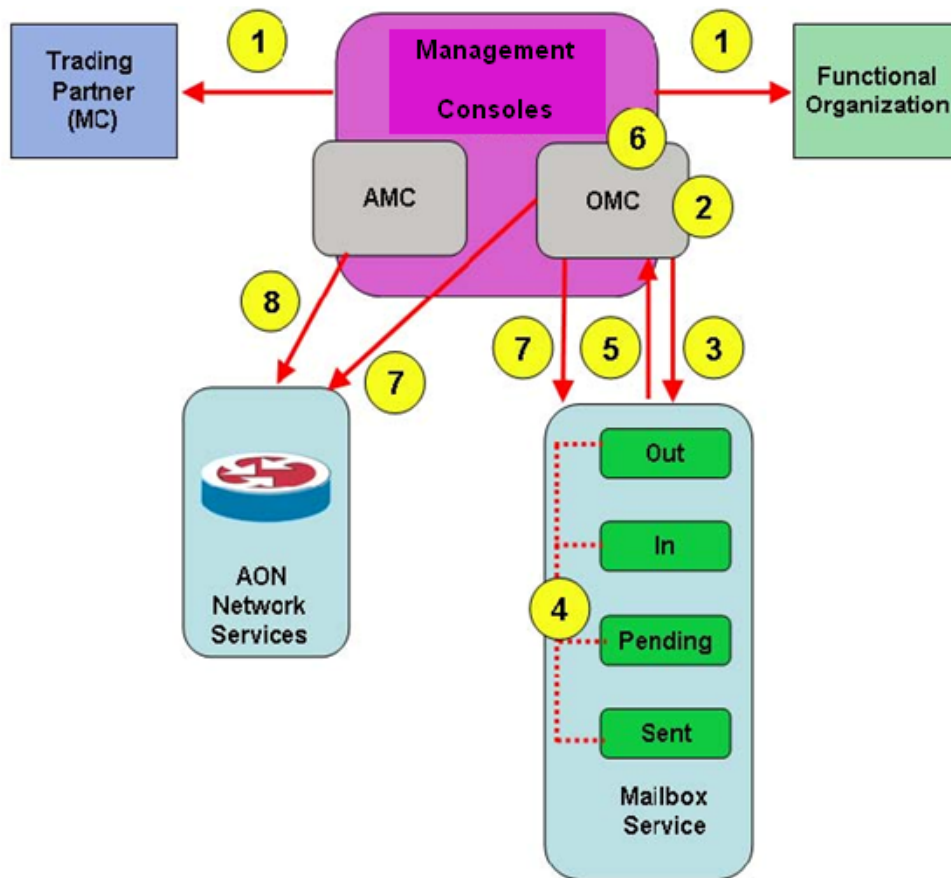 1
1
Trading
Partner
(MC)
Management
Consoles
Functional
Organization
6
AMC
OMC
2
8
7
7
5
3
Out
In
4
Pending
Sent
AON
Network
Services
Mailbox
Service